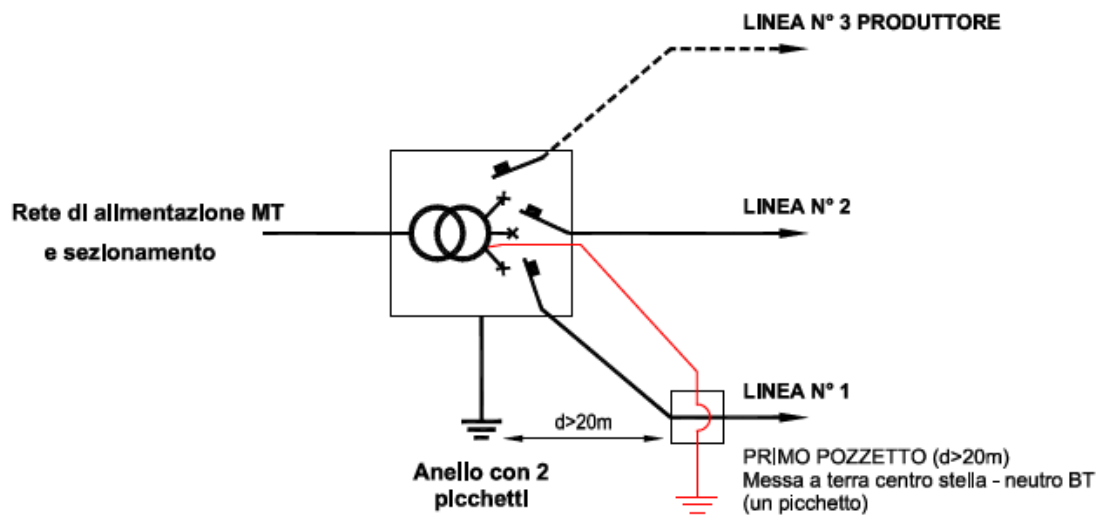 LINEA N° 3 PRODUTTORE
Rete di alimentazione MT
e sezionamento
LINEA N° 2
LINEA N° 1
d>20m
Anello con 2
picchetti
PRIMO POZZETTO (d>20m)
Messa a terra centro stella - neutro BT
(un picchetto)